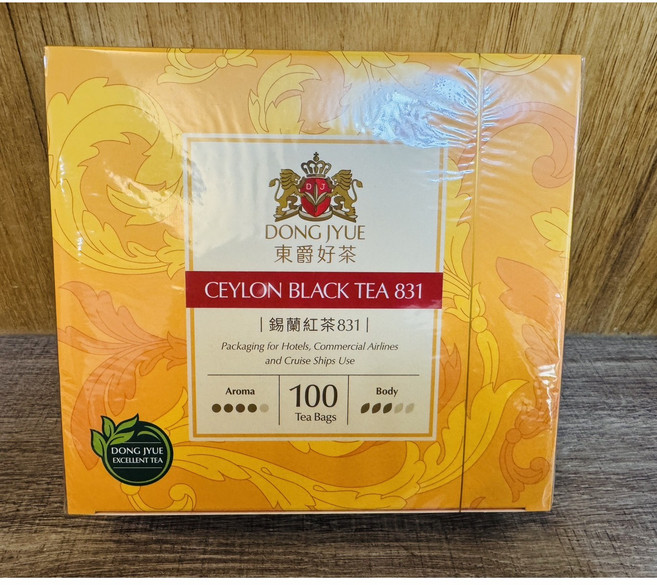 D J
DONG JYUE
東爵好茶
CEYLON BLACK TEA 831
|錫蘭紅茶831|
Packaging for Hotels, Commercial Airlines
and Cruise Ships Use
Aroma
100
Tea Bags
Body
DONG JYUE
EXCELLENT TEA